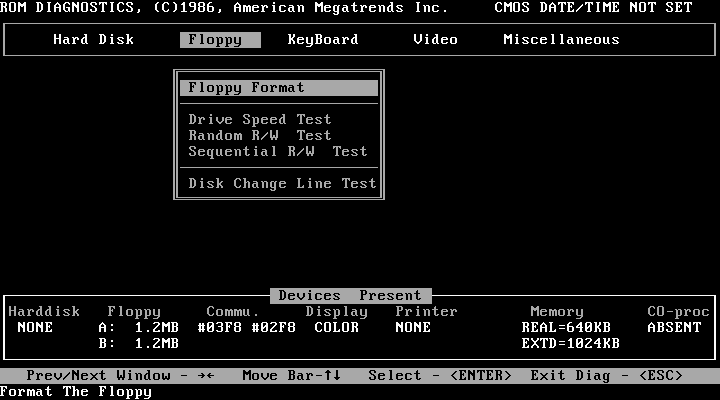 ROM DIAGNOSTICS, (C)1986, American Megatrends Inc. CMOS DATE/TIME NOT SET
Hard Disk Floppy KeyBoard Video Miscellaneous
Floppy Format
Drive Speed Test
Random R/W Test
Sequential R/W Test
Disk Change Line Test
Devices Present
Harddisk Floppy Commu. Display Printer Memory CO-proc
NONE A: 1.2MB #03F8 #02F8 COLOR NONE REAL=640KB ABSENT
B: 1.2MB EXTD=1024KB
Prev/Next Window - →← Move Bar-↑↓ Select - <ENTER> Exit Diag - <ESC>
Format The Floppy